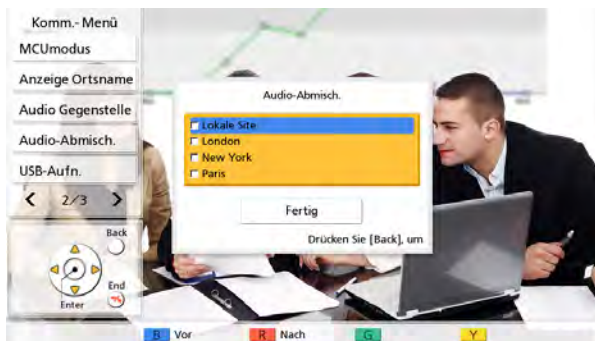 Komm.- Menü
MCUmodus
Anzeige Ortsname
Audio Gegenstelle
Audio-Abmisch.
USB-Aufn.
< 2/3 >
Back
End
Enter
Audio-Abmisch.
Lokale Site
London
New York
Paris
Fertig
Drücken Sie [Back], um
B Vor R Nach G Y